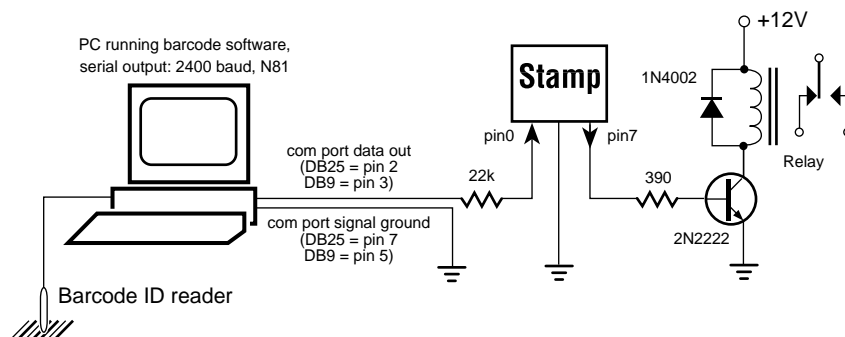 PC running barcode software,
serial output: 2400 baud, N81
Stamp
pin0
pin7
com port data out
(DB25 = pin 2
DB9 = pin 3)
22k
com port signal ground
(DB25 = pin 7
DB9 = pin 5)
Barcode ID reader
+12V
1N4002
Relay
390
2N2222